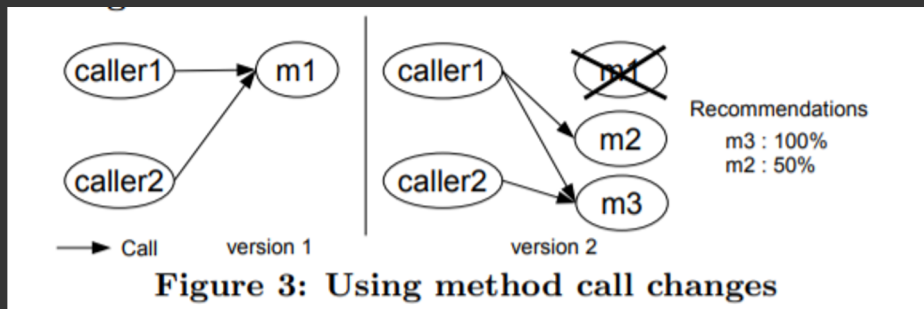 caller1
m1
caller2
Call
version 1
caller1
m1
m2
caller2
m3
Recommendations
m3 : 100%
m2 : 50%
version 2
Figure 3: Using method call changes